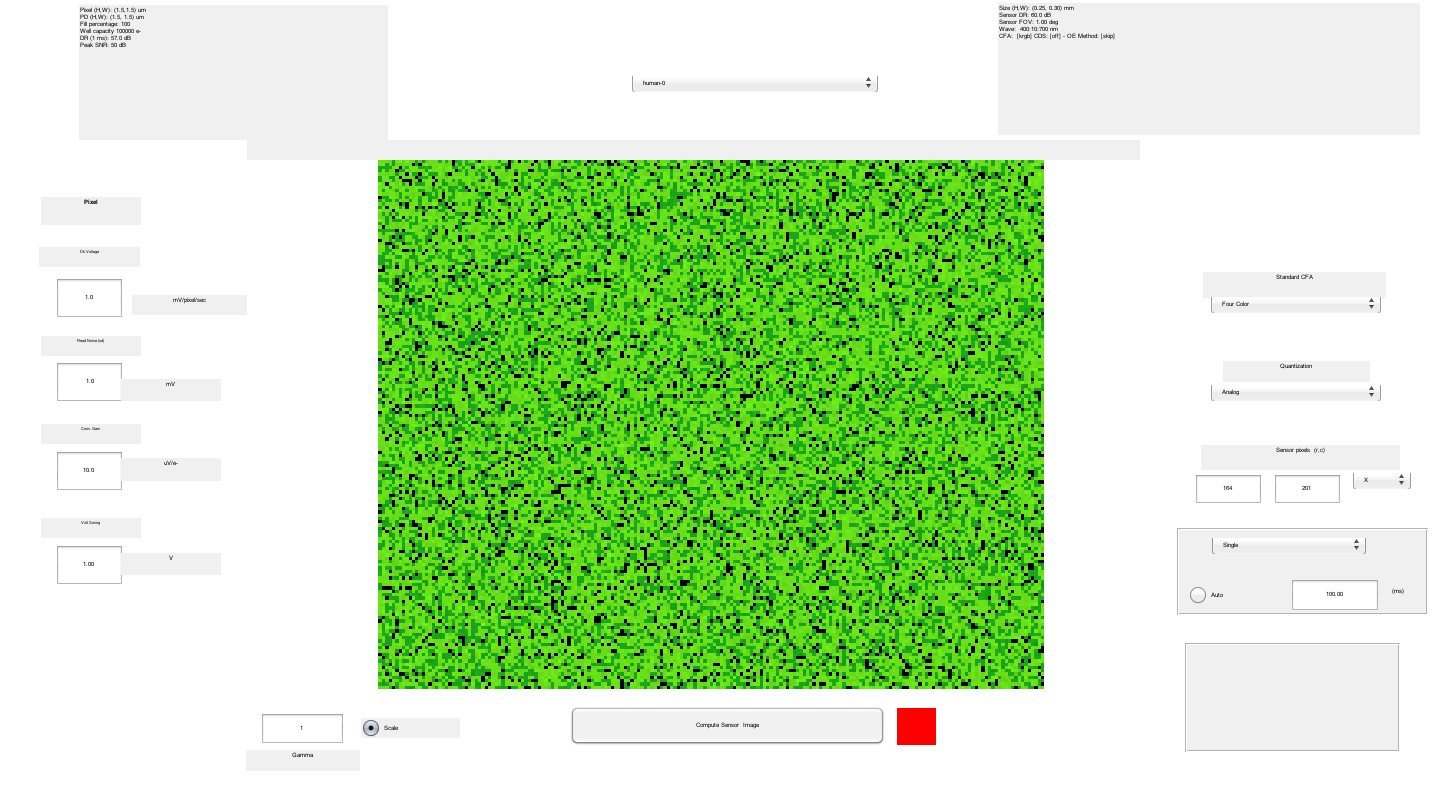 Pixel (H,W): (1.5,1.5) um
PD (H,W): (1.5, 1.5) um
Fill percentage: 100
Well capacity 100000 e-
DR (1 ms): 57.0 dB
Peak SNR: 50 dB
human-0
Size (H,W): (0.25, 0.30) mm
Sensor DR: 60.0 dB
Sensor FOV: 1.00 deg
Wave: 400:10:700 nm
CFA: [krgb] CDS: [off] - OE Method: [skip]
Pixel
Dk Voltage
1.0
mV/pixel/sec
Read Noise (sd)
1.0
mV
Conv. Gain
10.0
uV/e-
Volt Swing
1.00
V
Standard CFA
Four Color
Quantization
Analog
Sensor pixels (r,c)
164
201
X
Single
Auto
100.00
(ms)
1
Scale
Compute Sensor Image
Gamma